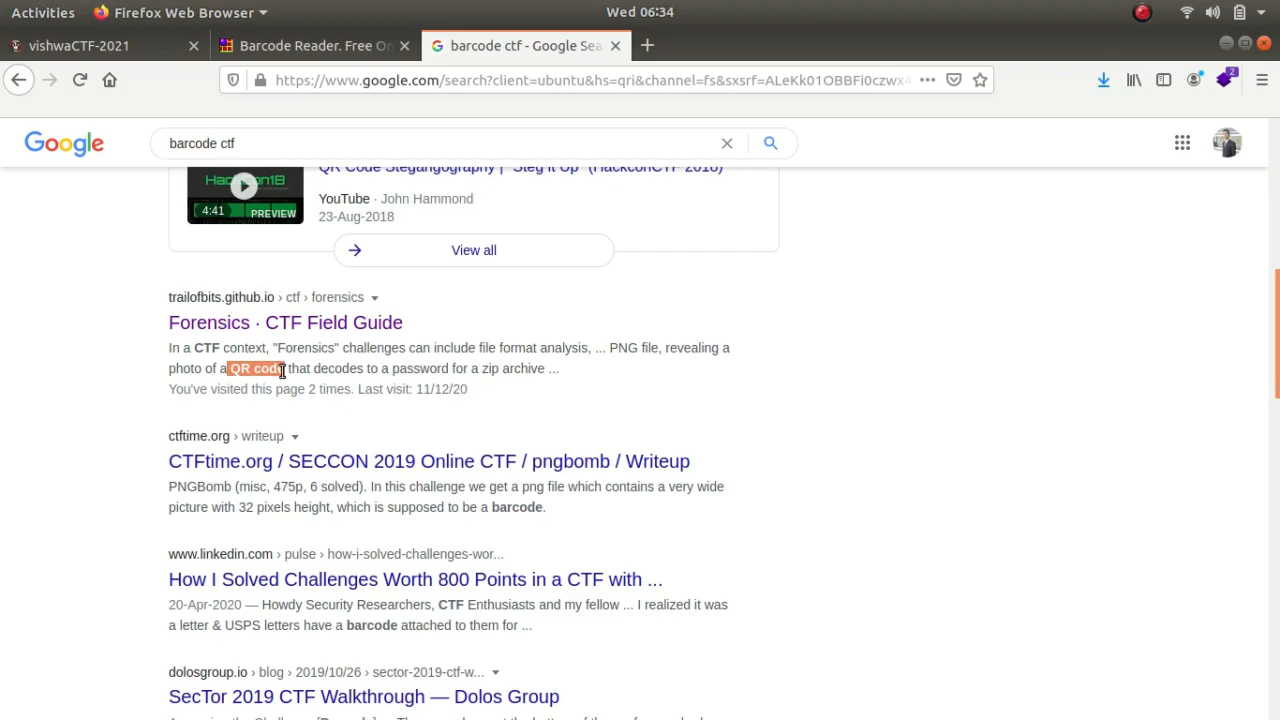 Activities Firefox Web Browser Wed 06:34
vishwaCTF-2021 Barcode Reader. Free On barcode ctf - Google Sea
https://www.google.com/search?client=ubuntu&hs=qri&channel=fs&sxsrf=ALeKk01OBBFi0czwx4 2
Google barcode ctf
QR Code Stegangography | "Steg It Up" (HackconCTF 2018)
Hackcon18
YouTube · John Hammond
4:41 PREVIEW 23-Aug-2018
View all
trailofbits.github.io › ctf › forensics
Forensics · CTF Field Guide
In a CTF context, "Forensics" challenges can include file format analysis, ... PNG file, revealing a
photo of a QR code that decodes to a password for a zip archive ...
You've visited this page 2 times. Last visit: 11/12/20
ctftime.org › writeup
CTFtime.org / SECCON 2019 Online CTF / pngbomb / Writeup
PNGBomb (misc, 475p, 6 solved). In this challenge we get a png file which contains a very wide
picture with 32 pixels height, which is supposed to be a barcode.
www.linkedin.com › pulse › how-i-solved-challenges-wor...
How I Solved Challenges Worth 800 Points in a CTF with ...
20-Apr-2020 — Howdy Security Researchers, CTF Enthusiasts and my fellow ... I realized it was
a letter & USPS letters have a barcode attached to them for ...
dolosgroup.io › blog › 2019/10/26 › sector-2019-ctf-w...
SecTor 2019 CTF Walkthrough — Dolos Group